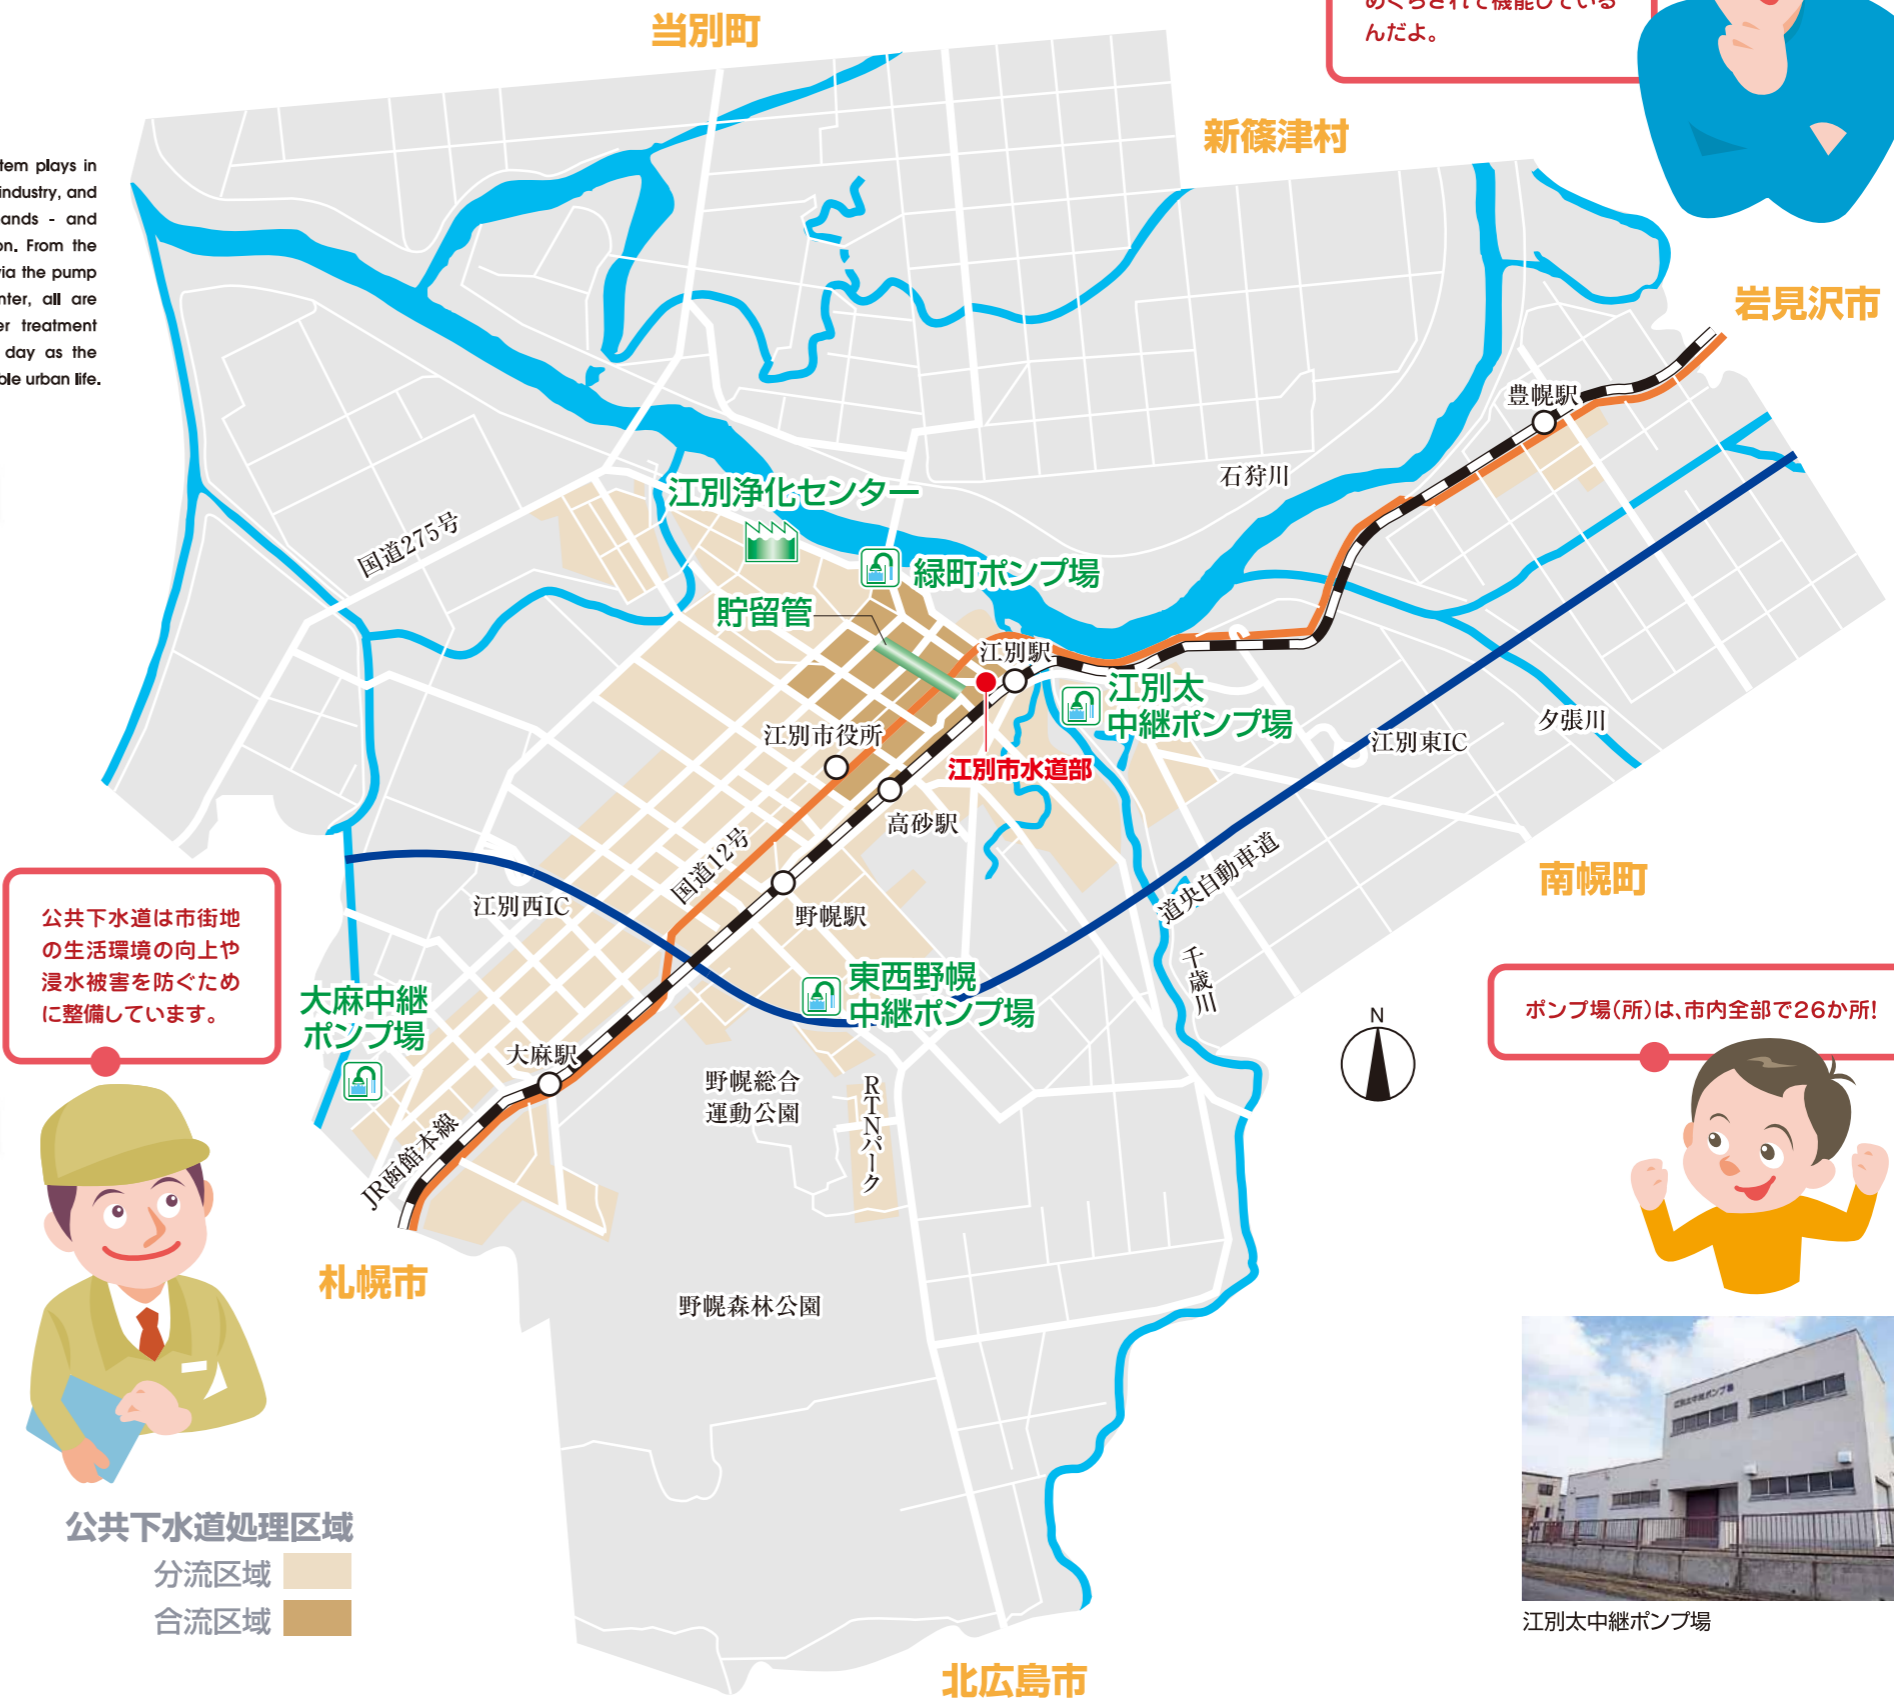 当別町
めぐらされて機能している
んだよ。
新篠津村
tem plays in
industry, and
ands - and
on. From the
via the pump
nter, all are
er treatment
day as the
ble urban life.
岩見沢市
豊幌駅
石狩川
江別浄化センター
国道275号
緑町ポンプ場
貯留管
江別駅
江別太
中継ポンプ場
江別市役所
江別市水道部
夕張川
江別東IC
高砂駅
国道12号
道央自動車道
南幌町
江別西IC
野幌駅
公共下水道は市街地
の生活環境の向上や
浸水被害を防ぐため
に整備しています。
千歳川
東西野幌
中継ポンプ場
大麻中継
ポンプ場
N
ポンプ場(所)は、市内全部で26か所!
大麻駅
野幌総合
運動公園
RTNパーク
JR函館本線
札幌市
野幌森林公園
江別太中継ポンプ場
公共下水道処理区域
分流区域
合流区域
江別太中継ポンプ場
北広島市